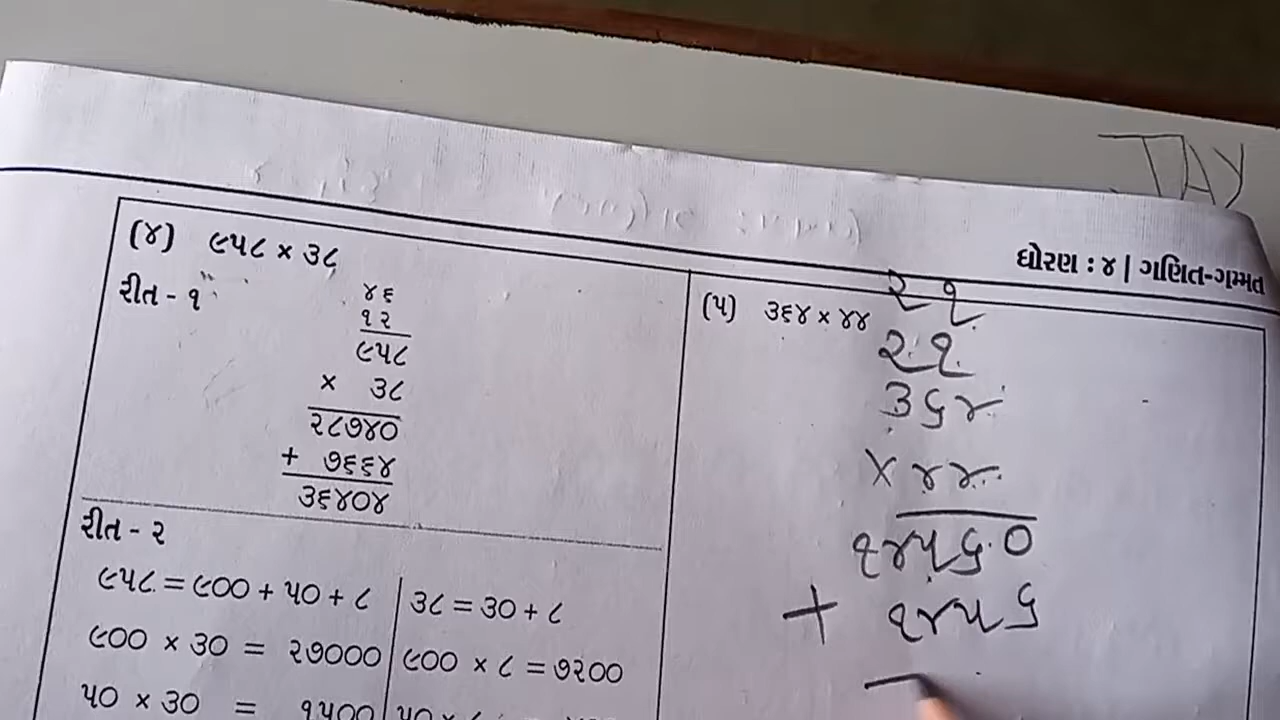 JAY
ધોરણ : ૪ | ગણિત-ગમ્મત
(૪) ૯૫૮ × ૩૮
રીત - ૧
૪૬
૧૨
૯૫૮
× ૩૮
૨૮૭૪૦
+ ૭૬૬૪
૩૬૪૦૪
રીત - ૨
૯૫૮ = ૯૦૦ + ૫૦ + ૮
૩૮ = ૩૦ + ૮
૯૦૦ × ૩૦ = ૨૭૦૦૦
૯૦૦ × ૮ = ૭૨૦૦
૫૦ × ૩૦ = ૧૫૦૦
(૫) ૩૬૪ × ૪૪
૨૧
૨૧
૩૬૪
× ૪૪
૧૪૫૬૦
+ ૧૪૫૬